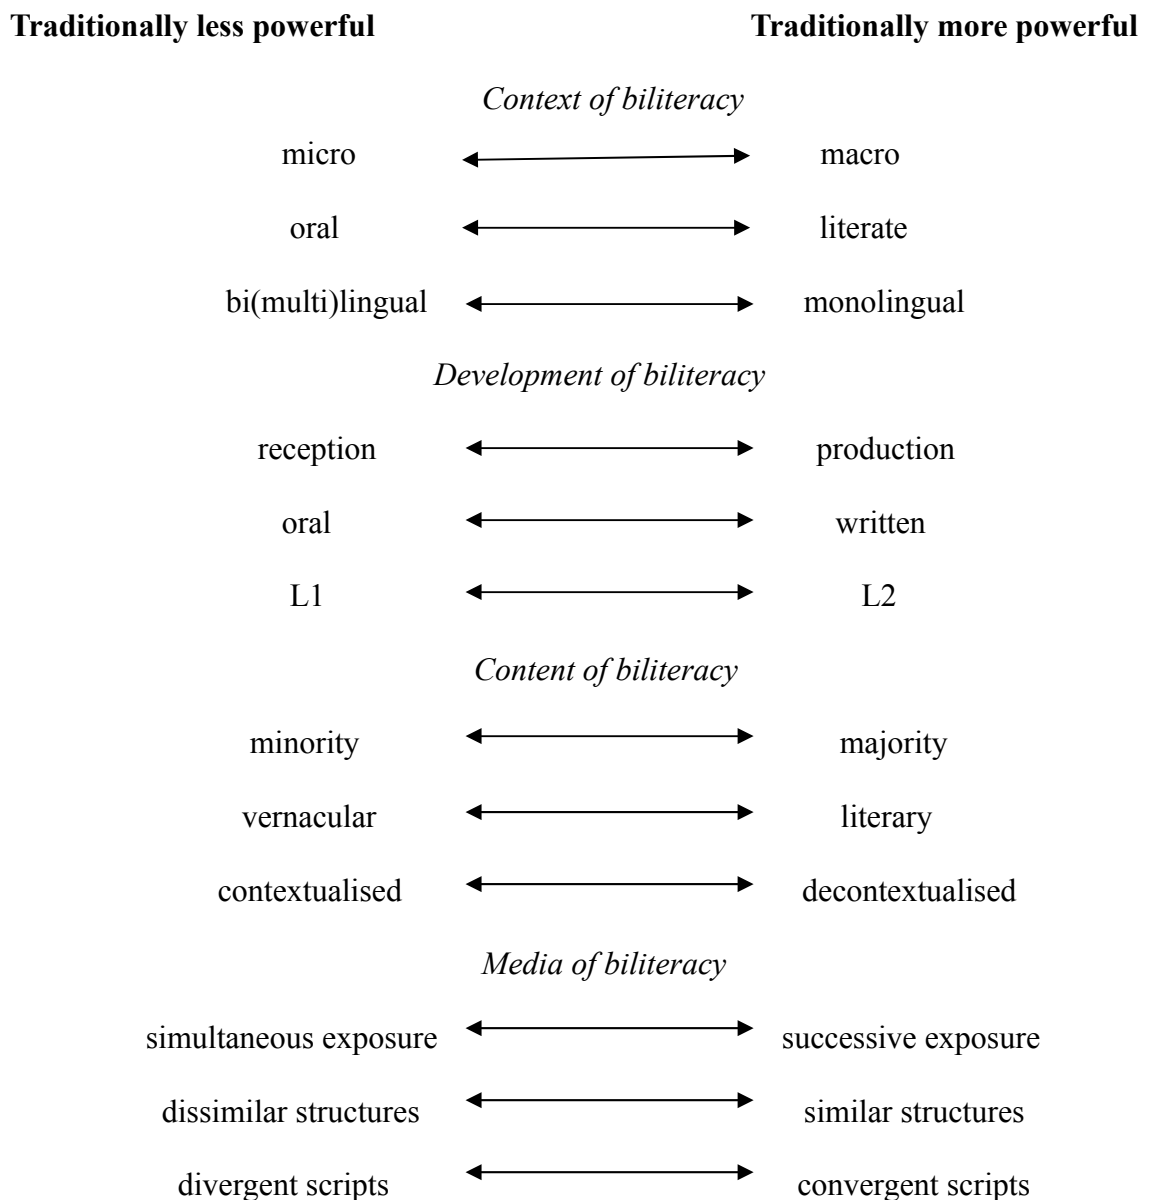 Traditionally less powerful Traditionally more powerful
Context of biliteracy
micro macro
oral literate
bi(multi)lingual monolingual
Development of biliteracy
reception production
oral written
L1 L2
Content of biliteracy
minority majority
vernacular literary
contextualised decontextualised
Media of biliteracy
simultaneous exposure successive exposure
dissimilar structures similar structures
divergent scripts convergent scripts